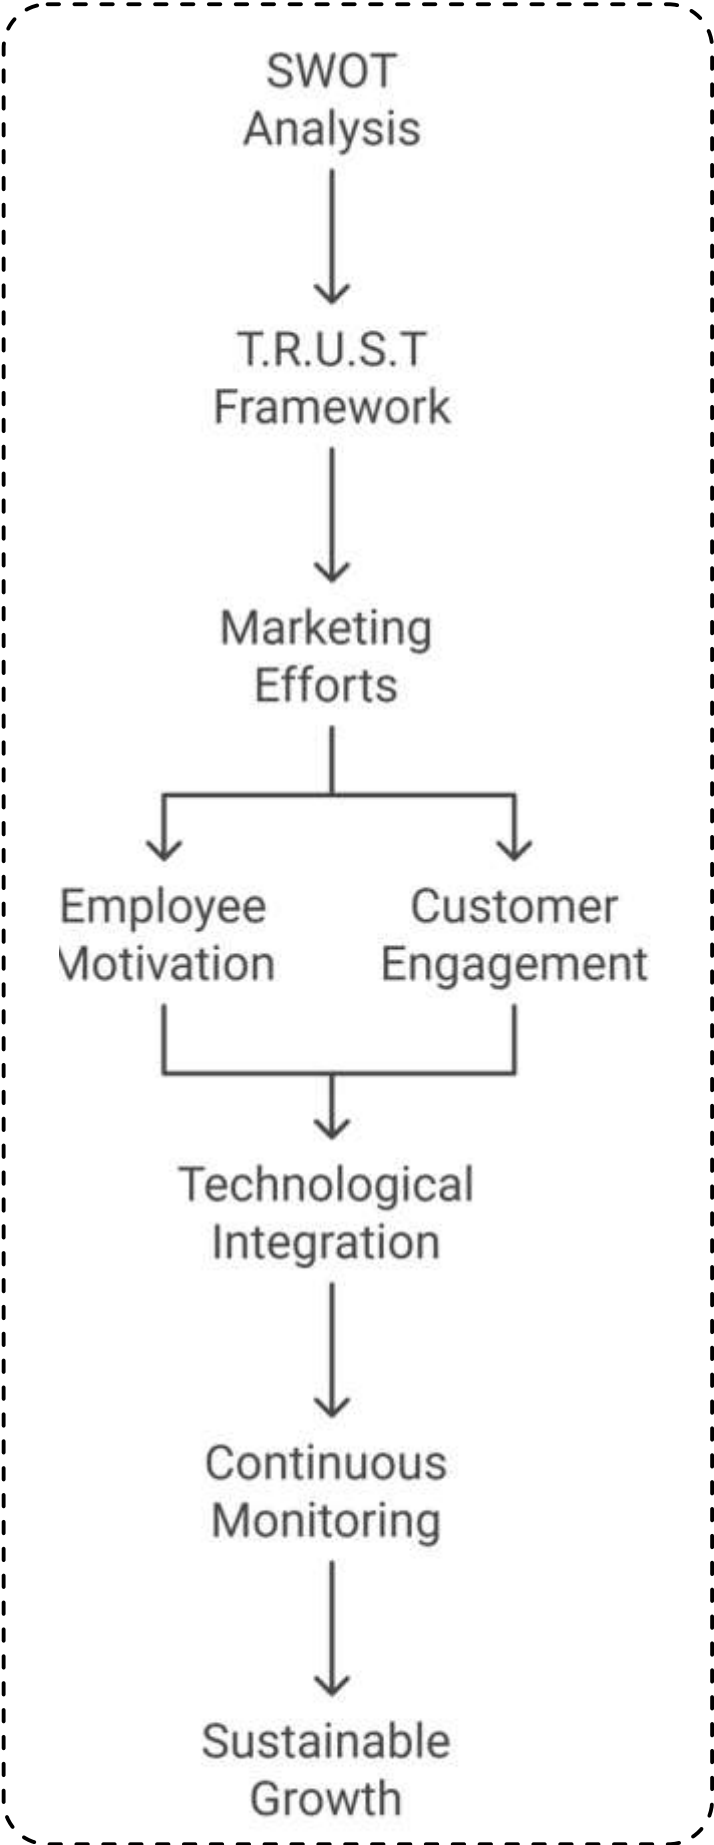 SWOT
Analysis
T.R.U.S.T
Framework
Marketing
Efforts
Employee
Motivation
Customer
Engagement
Technological
Integration
Continuous
Monitoring
Sustainable
Growth